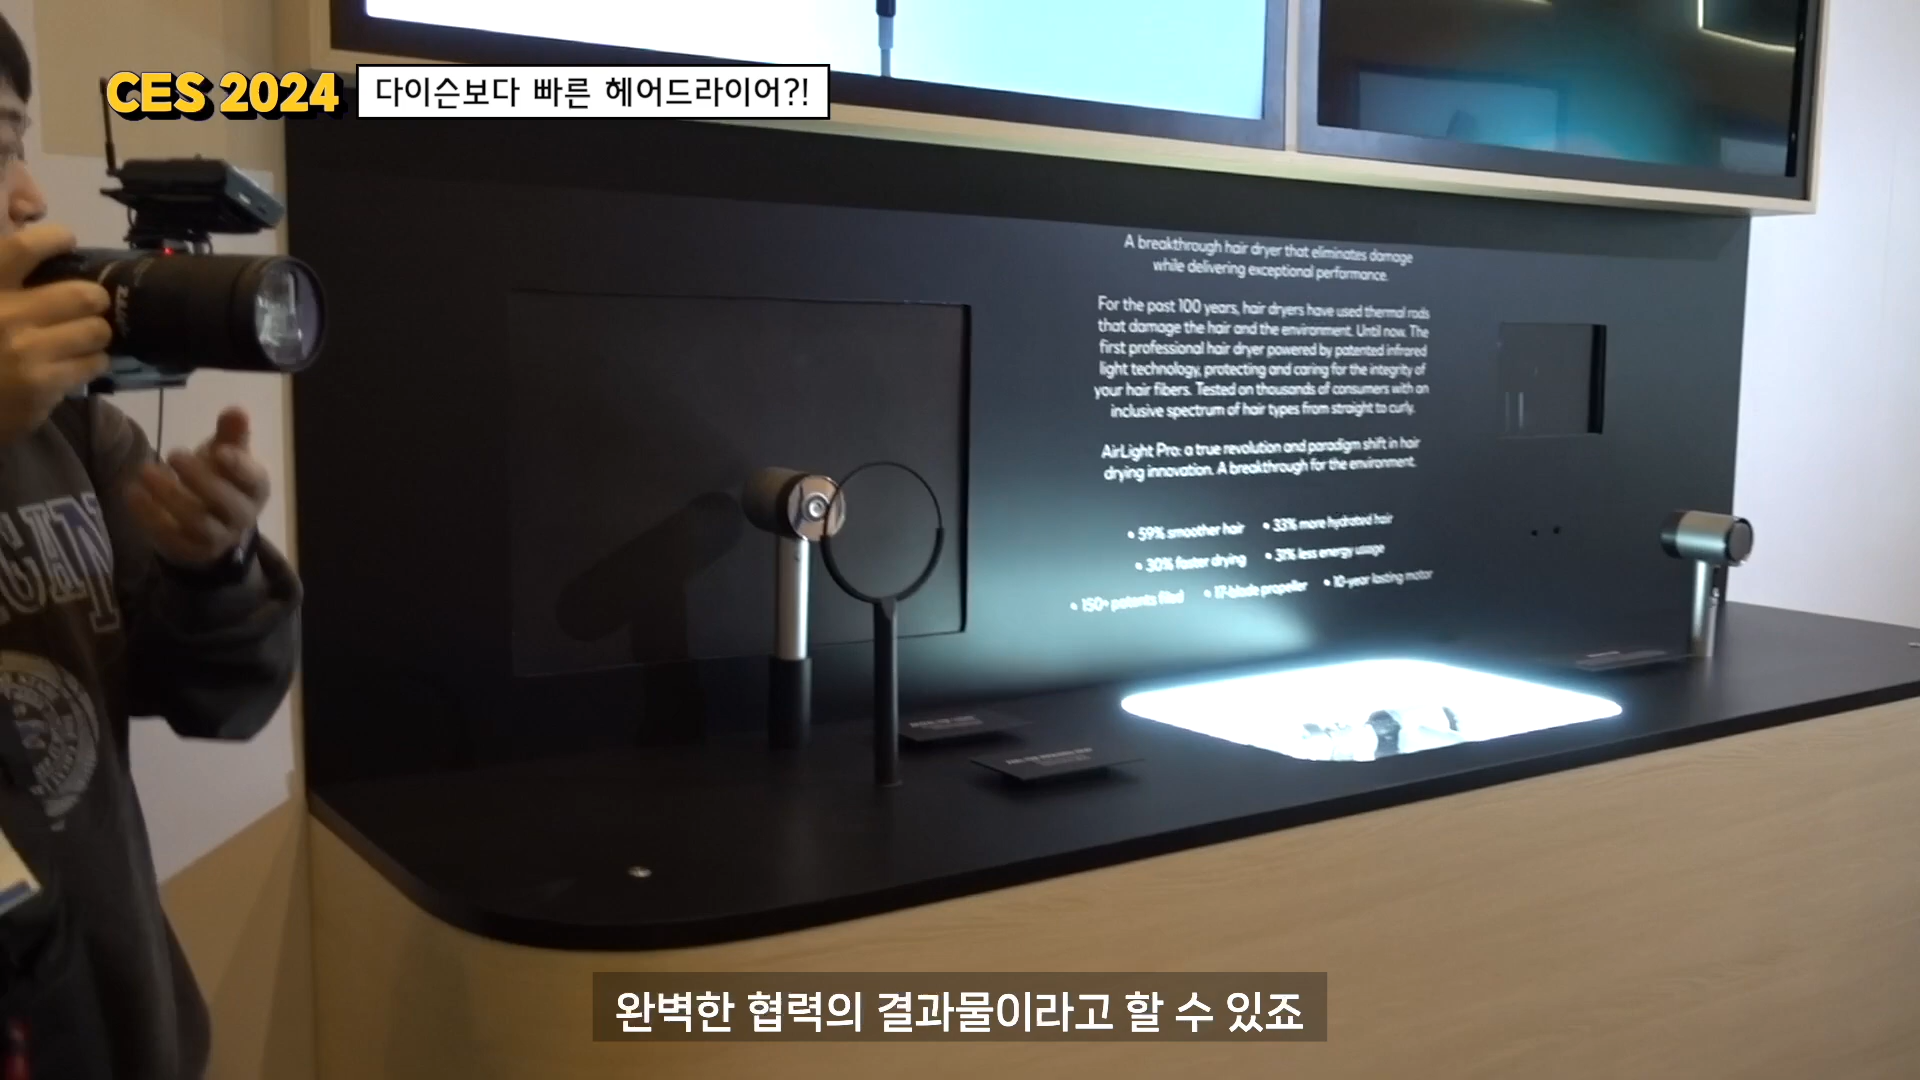 CES 2024 다이슨보다 빠른 헤어드라이어?!
A breakthrough hair dryer that eliminates damage
while delivering exceptional performance.
For the past 100 years, hair dryers have used thermal rods
that damage the hair and the environment. Until now. The
first professional hair dryer powered by patented infrared
light technology, protecting and caring for the integrity of
your hair fibers. Tested on thousands of consumers with an
inclusive spectrum of hair types from straight to curly.
AirLight Pro: a true revolution and paradigm shift in hair
drying innovation. A breakthrough for the environment.
• 59% smoother hair • 33% more hydrated hair
• 30% faster drying • 31% less energy usage
• 150+ patents filed • 17-blade propeller • 10-year lasting motor
완벽한 협력의 결과물이라고 할 수 있죠